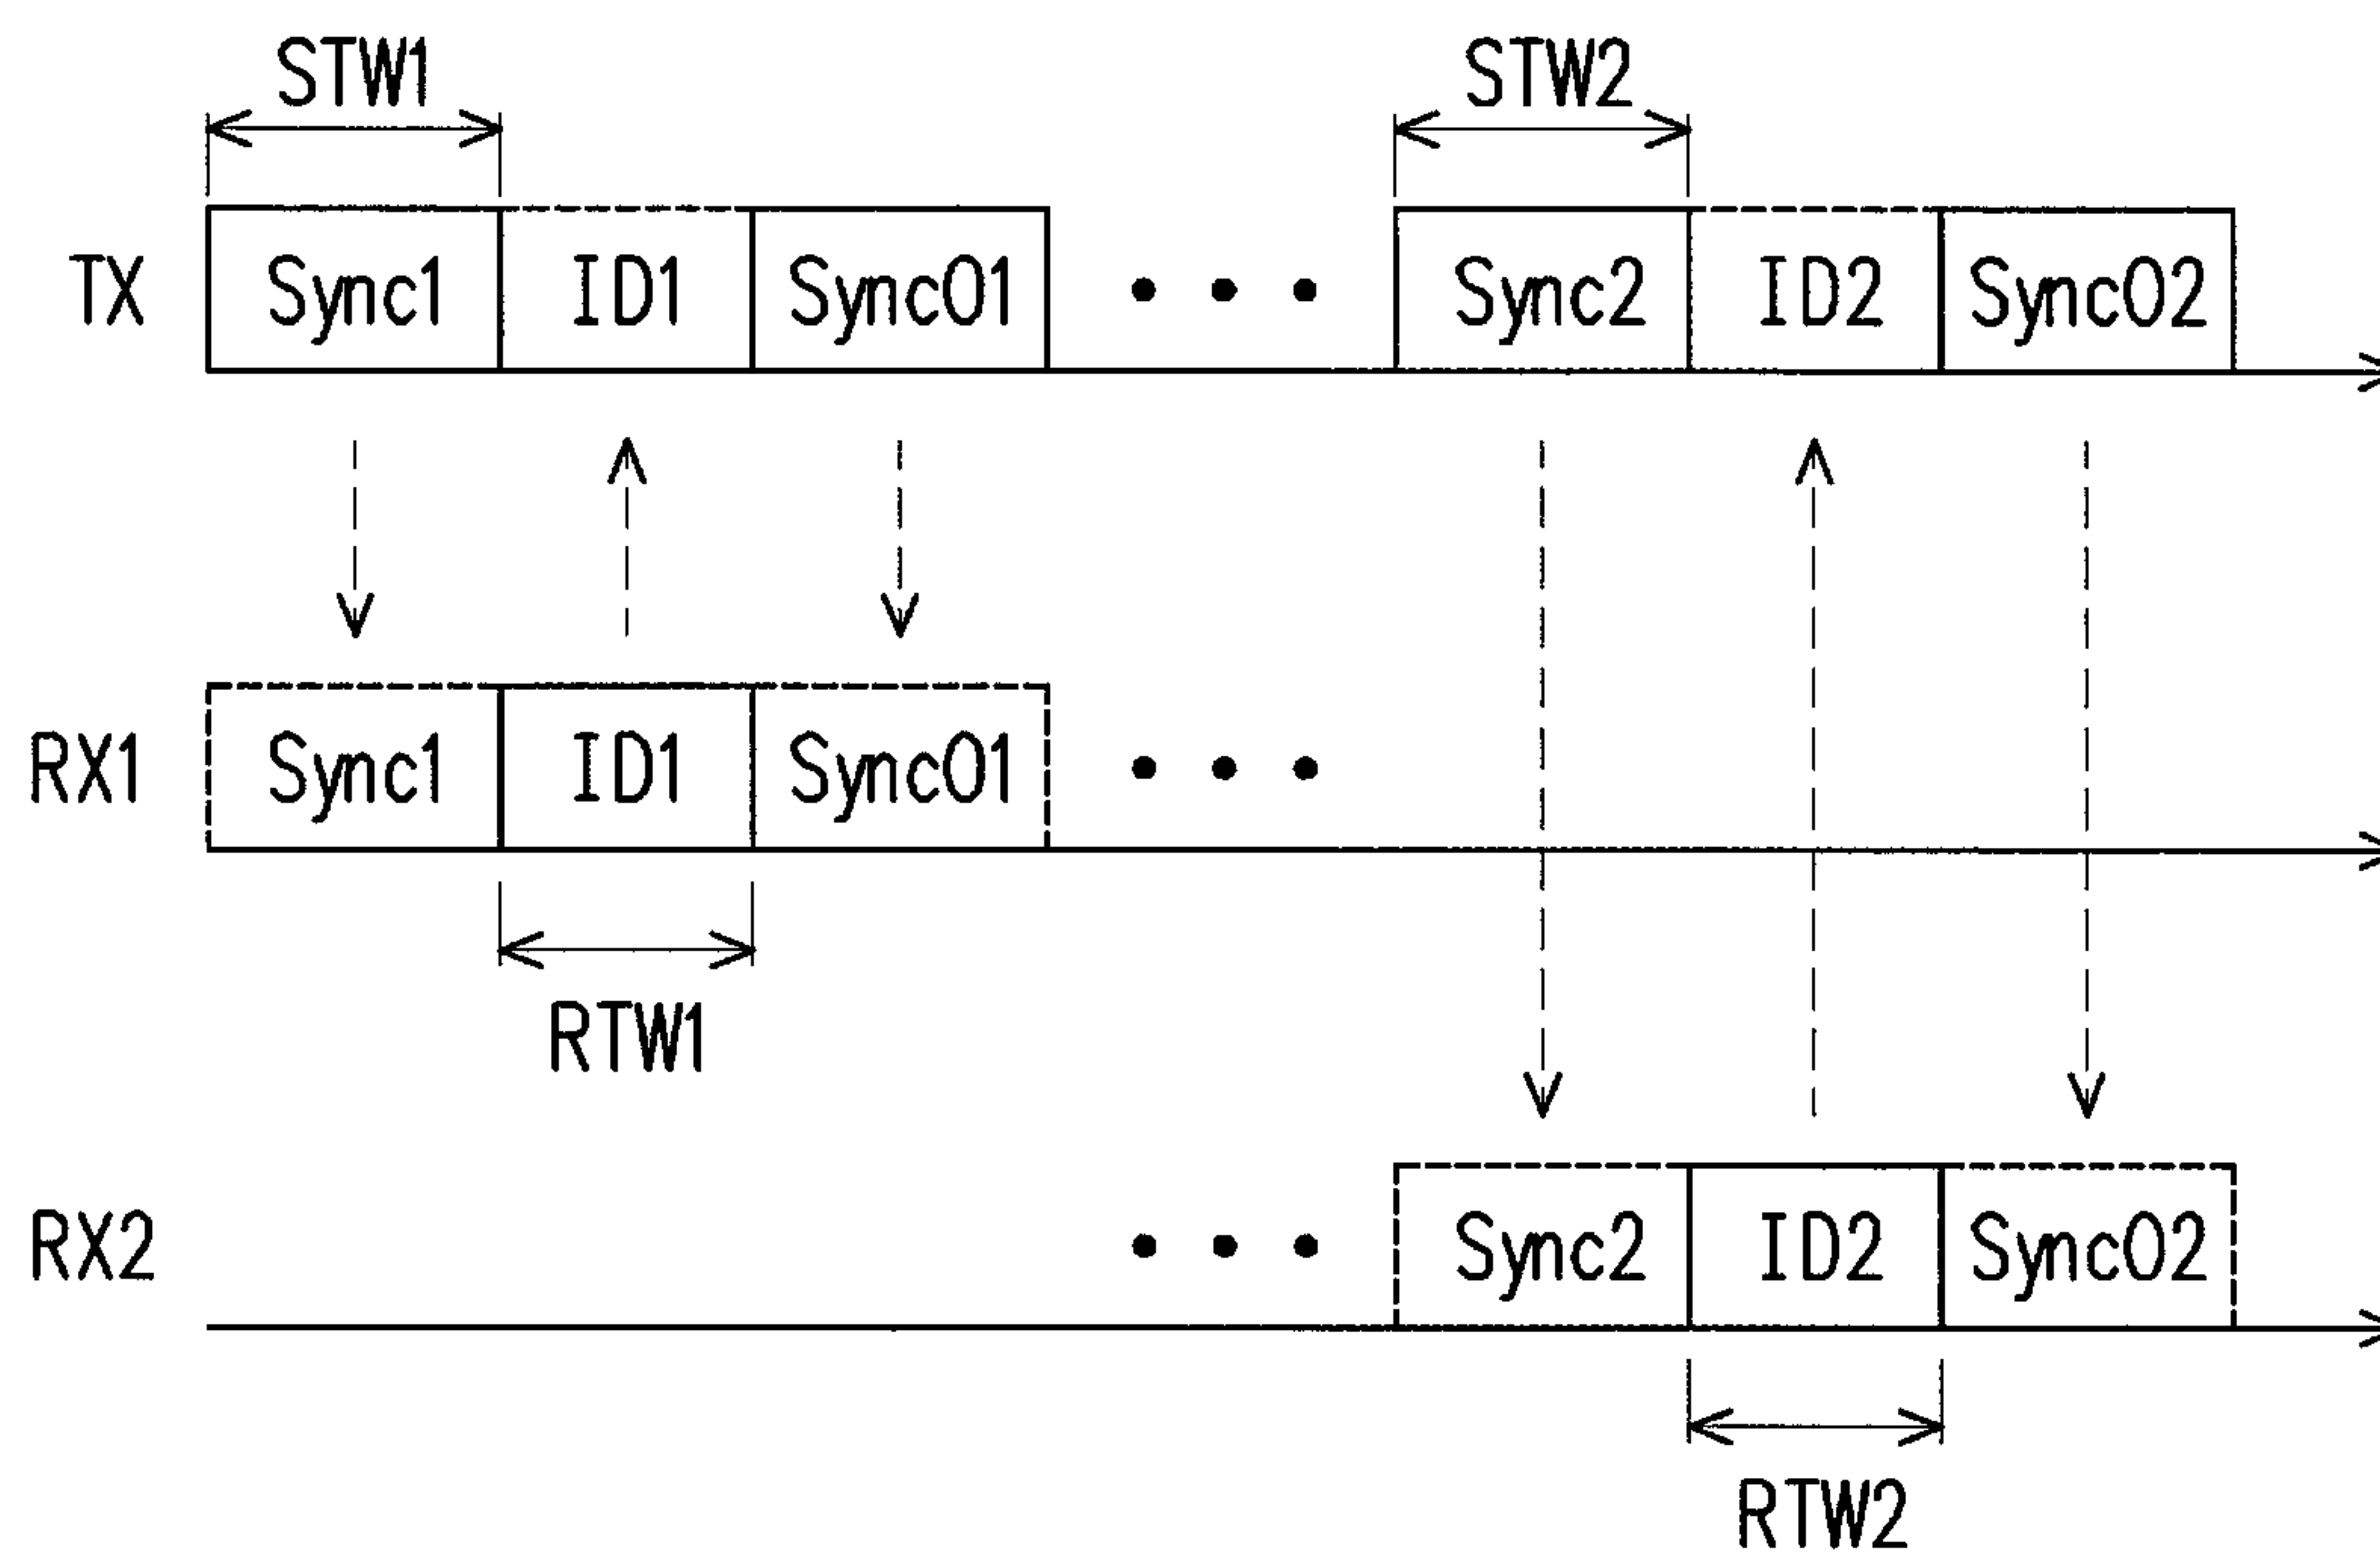 STW1 STW2
TX Sync1 ID1 Sync01 • • • Sync2 ID2 Sync02
RX1 Sync1 ID1 Sync01 • • •
RTW1
RX2 • • • Sync2 ID2 Sync02
RTW2